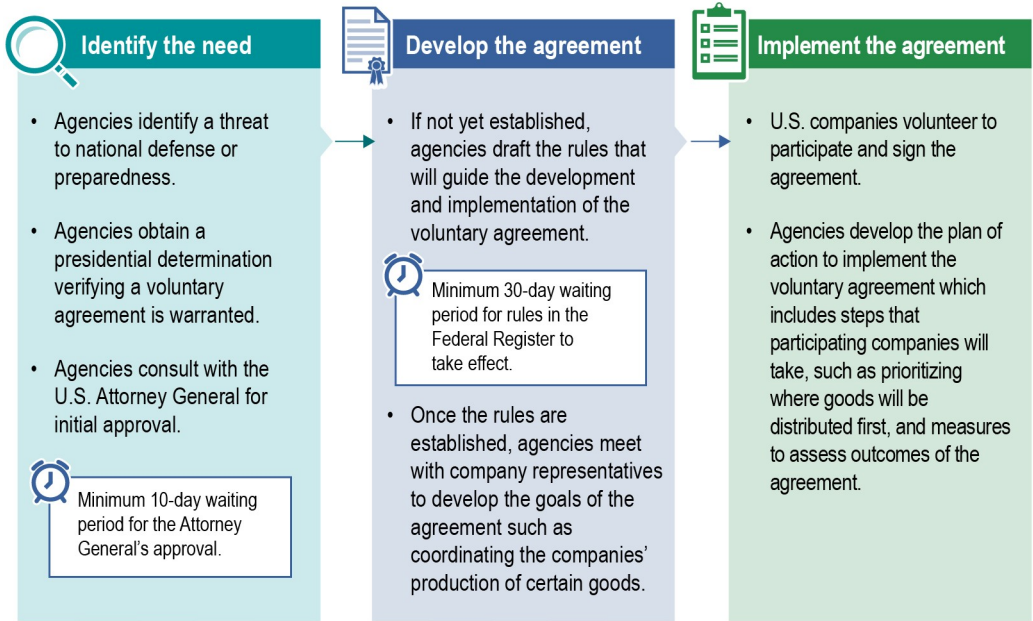 Identify the need
• Agencies identify a threat
to national defense or
preparedness.
• Agencies obtain a
presidential determination
verifying a voluntary
agreement is warranted.
• Agencies consult with the
U.S. Attorney General for
initial approval.
Minimum 10-day waiting
period for the Attorney
General’s approval.
Develop the agreement
• If not yet established,
agencies draft the rules that
will guide the development
and implementation of the
voluntary agreement.
Minimum 30-day waiting
period for rules in the
Federal Register to
take effect.
• Once the rules are
established, agencies meet
with company representatives
to develop the goals of the
agreement such as
coordinating the companies’
production of certain goods.
Implement the agreement
• U.S. companies volunteer to
participate and sign the
agreement.
• Agencies develop the plan of
action to implement the
voluntary agreement which
includes steps that
participating companies will
take, such as prioritizing
where goods will be
distributed first, and measures
to assess outcomes of the
agreement.